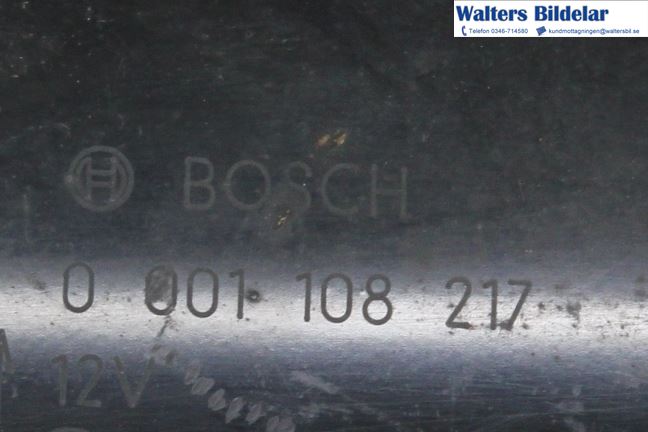 Walters Bildelar
Telefon 0346-714580 kundmottagningen@waltersbil.se
BOSCH
0 001 108 217
12V